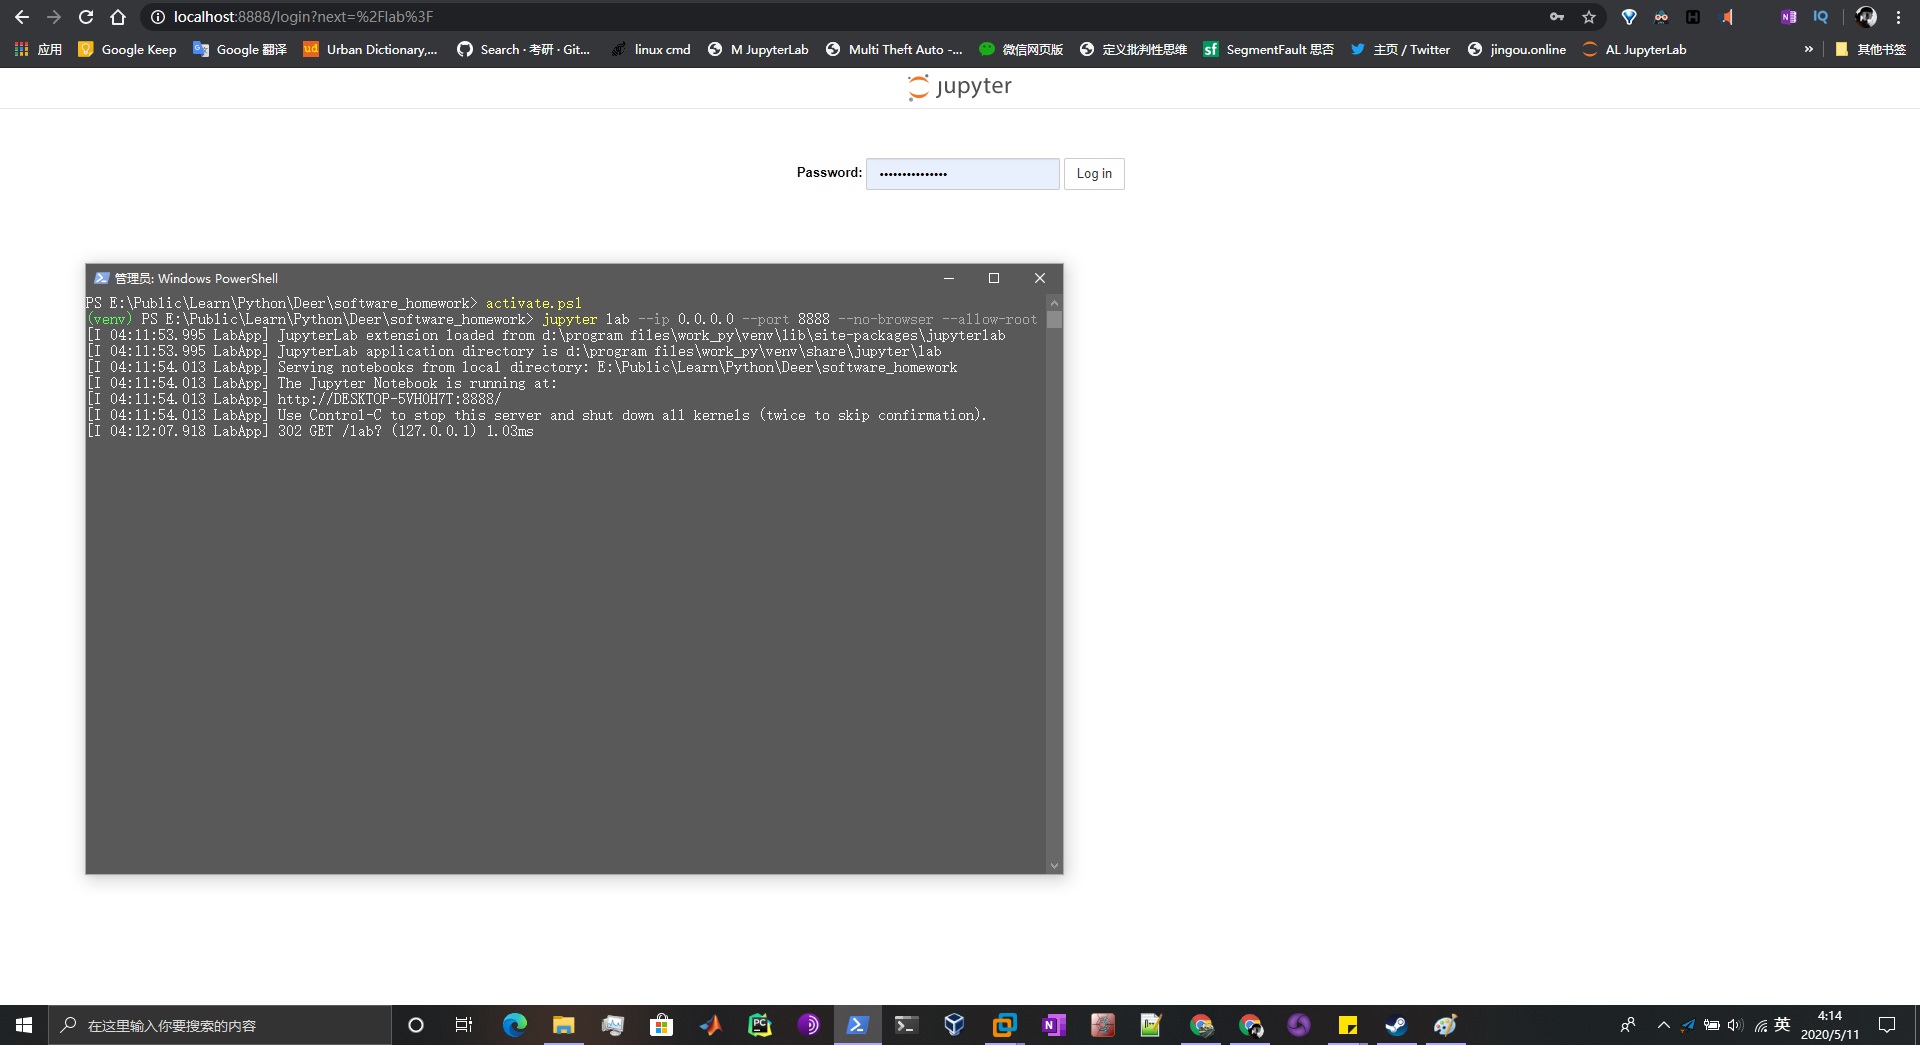 localhost:8888/login?next=%2Flab%3F
应用 Google Keep Google 翻译 Urban Dictionary,... Search · 考研 · Git... linux cmd M JupyterLab Multi Theft Auto -... 微信网页版 定义批判性思维 SegmentFault 思否 主页 / Twitter jingou.online AL JupyterLab » 其他书签
jupyter
Password: ••••••••••••••• Log in
管理员: Windows PowerShell
PS E:\Public\Learn\Python\Deer\software_homework> activate.ps1
(venv) PS E:\Public\Learn\Python\Deer\software_homework> jupyter lab --ip 0.0.0.0 --port 8888 --no-browser --allow-root
[I 04:11:53.995 LabApp] JupyterLab extension loaded from d:\program files\work_py\venv\lib\site-packages\jupyterlab
[I 04:11:53.995 LabApp] JupyterLab application directory is d:\program files\work_py\venv\share\jupyter\lab
[I 04:11:54.013 LabApp] Serving notebooks from local directory: E:\Public\Learn\Python\Deer\software_homework
[I 04:11:54.013 LabApp] The Jupyter Notebook is running at:
[I 04:11:54.013 LabApp] http://DESKTOP-5VHOH7T:8888/
[I 04:11:54.013 LabApp] Use Control-C to stop this server and shut down all kernels (twice to skip confirmation).
[I 04:12:07.918 LabApp] 302 GET /lab? (127.0.0.1) 1.03ms
在这里输入你要搜索的内容
英
4:14
2020/5/11